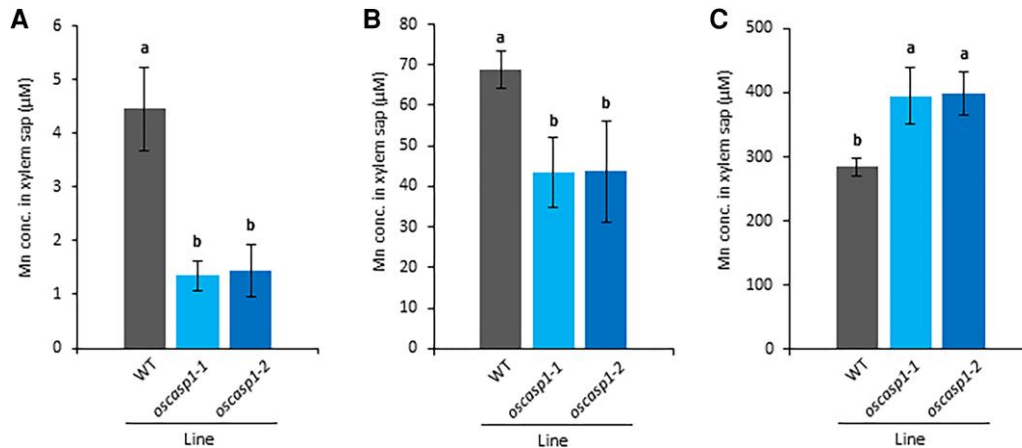 A
Mn conc. in xylem sap (µM)
6
5
4
3
2
1
0
a
b
b
WT
oscasp1-1
oscasp1-2
Line
B
Mn conc. in xylem sap (µM)
80
70
60
50
40
30
20
10
0
a
b
b
WT
oscasp1-1
oscasp1-2
Line
C
Mn conc. in xylem sap (µM)
500
400
300
200
100
0
b
a
a
WT
oscasp1-1
oscasp1-2
Line